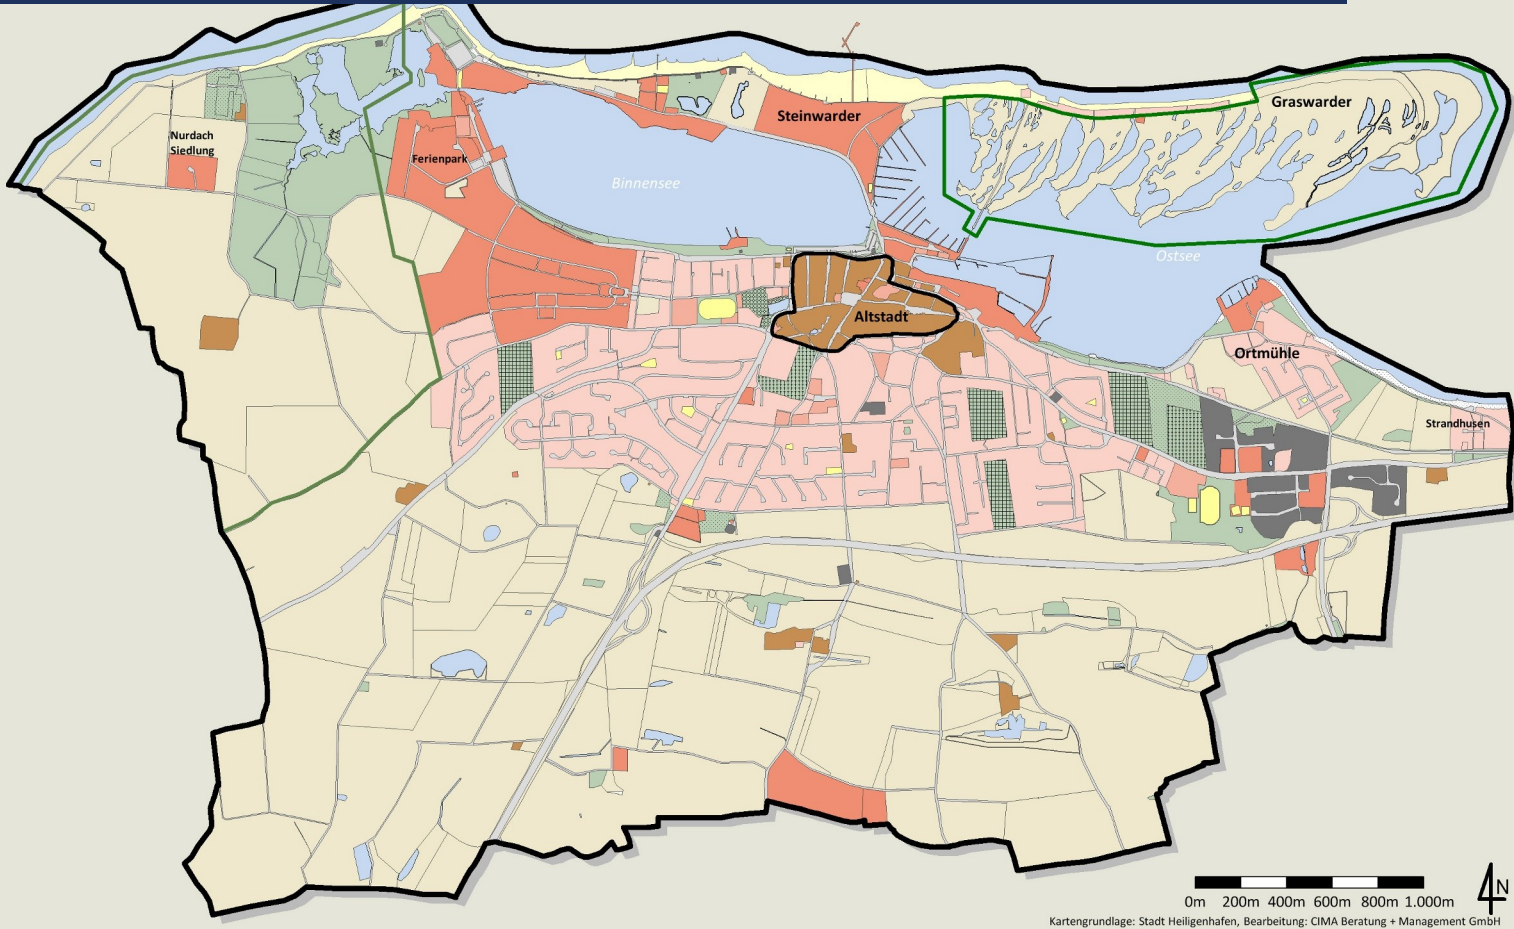 Graswarder
Steinwarder
Nurdach
Siedlung
Ferienpark
Binnensee
Ostsee
Altstadt
Ortmühle
Strandhusen
N
0m 200m 400m 600m 800m 1.000m
Kartengrundlage: Stadt Heiligenhafen, Bearbeitung: CIMA Beratung + Management GmbH